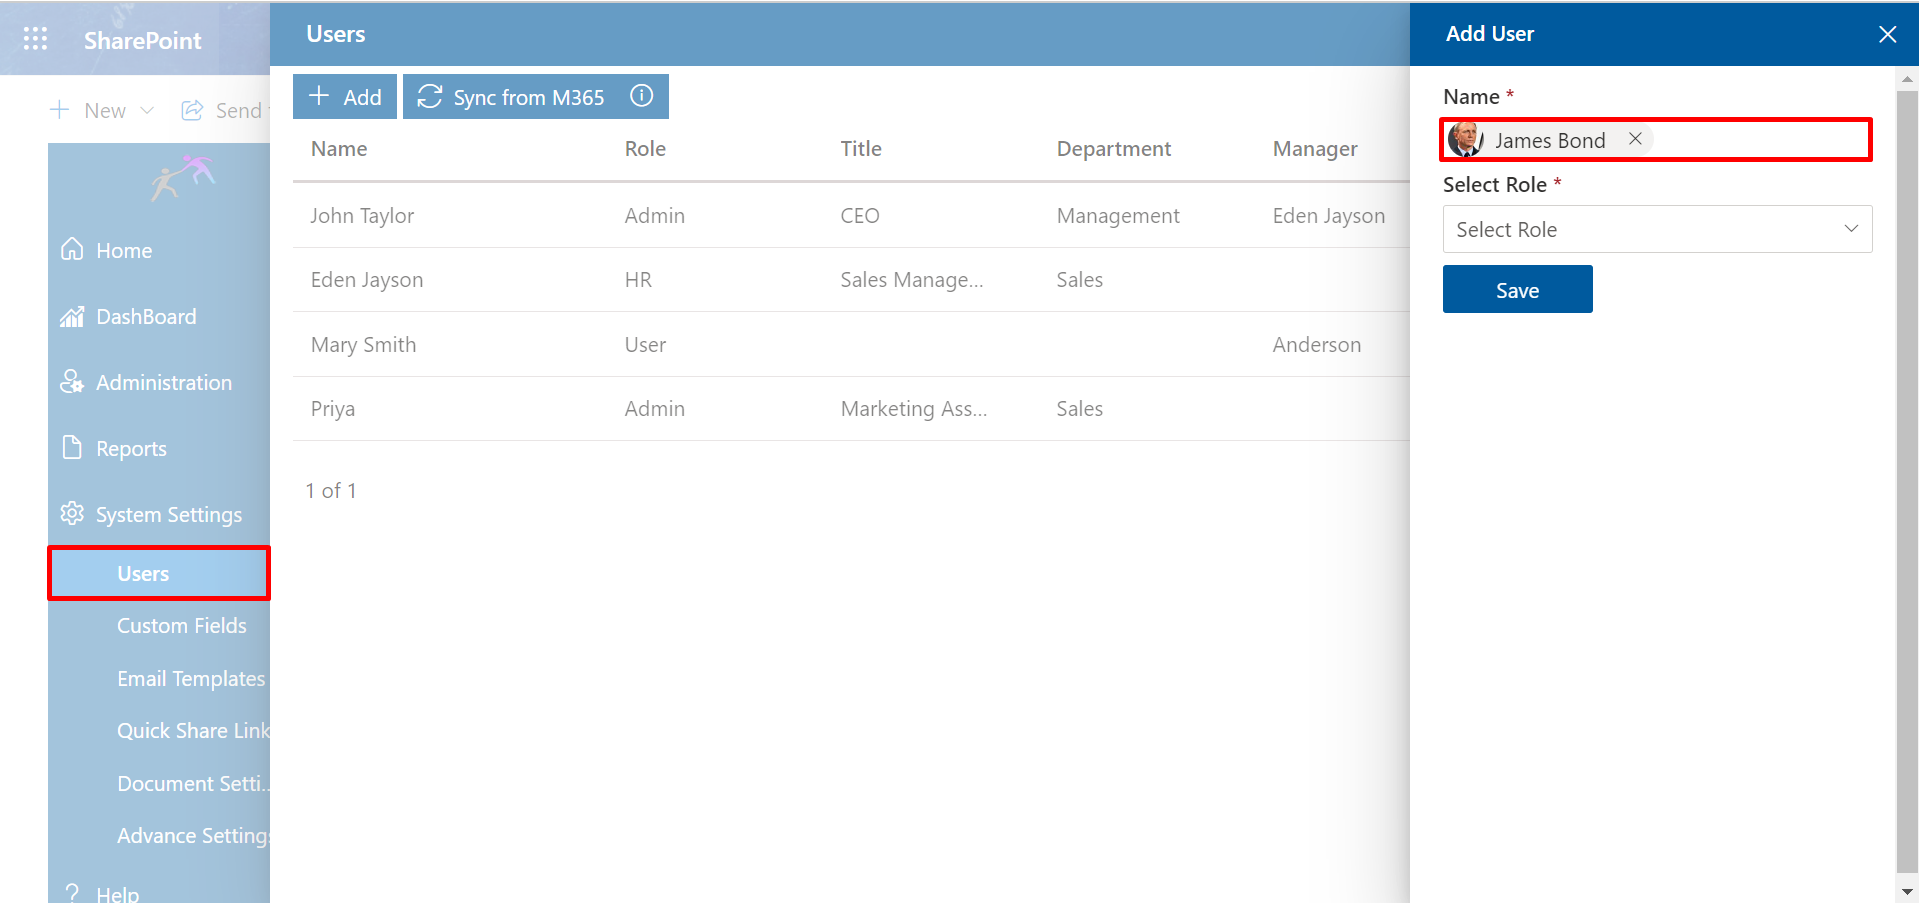 SharePoint
New
Send
Home
DashBoard
Administration
Reports
System Settings
Users
Custom Fields
Email Templates
Quick Share Link
Document Setti...
Advance Settings
? Help
Users
Add
Sync from M365
Name Role Title Department Manager
John Taylor Admin CEO Management Eden Jayson
Eden Jayson HR Sales Manage... Sales
Mary Smith User Anderson
Priya Admin Marketing Ass... Sales
1 of 1
Add User
Name *
James Bond
Select Role *
Select Role
Save